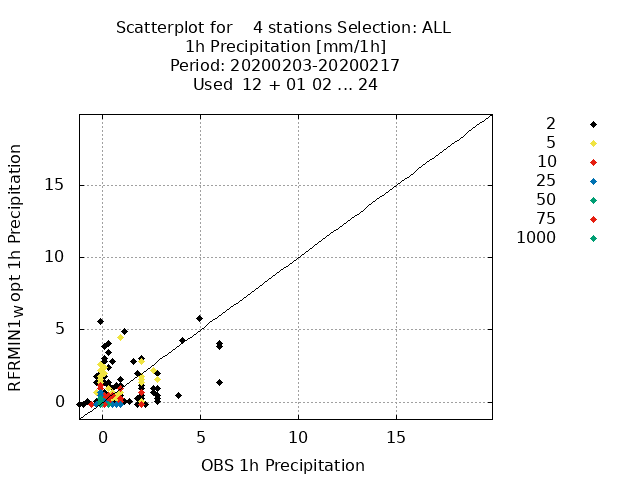 Scatterplot for 4 stations Selection: ALL
1h Precipitation [mm/1h]
Period: 20200203-20200217
Used 12 + 01 02 ... 24
RFRMIN1W opt 1h Precipitation
15
10
5
0
0 5 10 15
OBS 1h Precipitation
2
5
10
25
50
75
1000